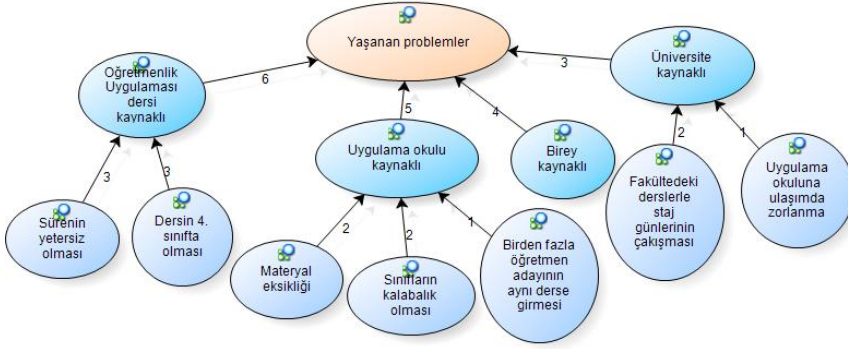 Yaşanan problemler
6
5
4
3
Öğretmenlik
Uygulaması
dersi
kaynaklı
Uygulama okulu
kaynaklı
Birey
kaynaklı
Üniversite
kaynaklı
3
3
2
2
1
2
1
Sürenin
yetersiz
olması
Dersin 4.
sınıfta
olması
Materyal
eksikliği
Sınıfların
kalabalık
olması
Birden fazla
öğretmen
adayının
aynı derse
girmesi
Fakültedeki
derslerle
staj
günlerinin
çakışması
Uygulama
okuluna
ulaşımda
zorlanma